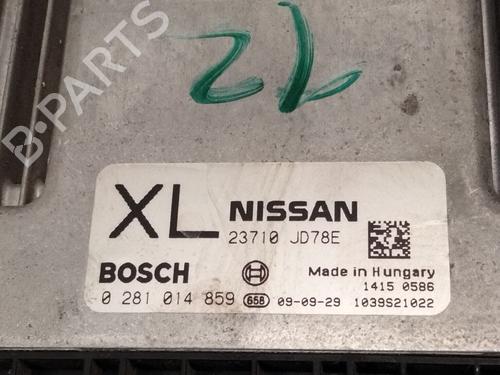 B-PARTS
ZL
XL NISSAN
23710 JD78E
BOSCH
Made in Hungary
1415 0586
0 281 014 859 658 09-09-29 1039S21022